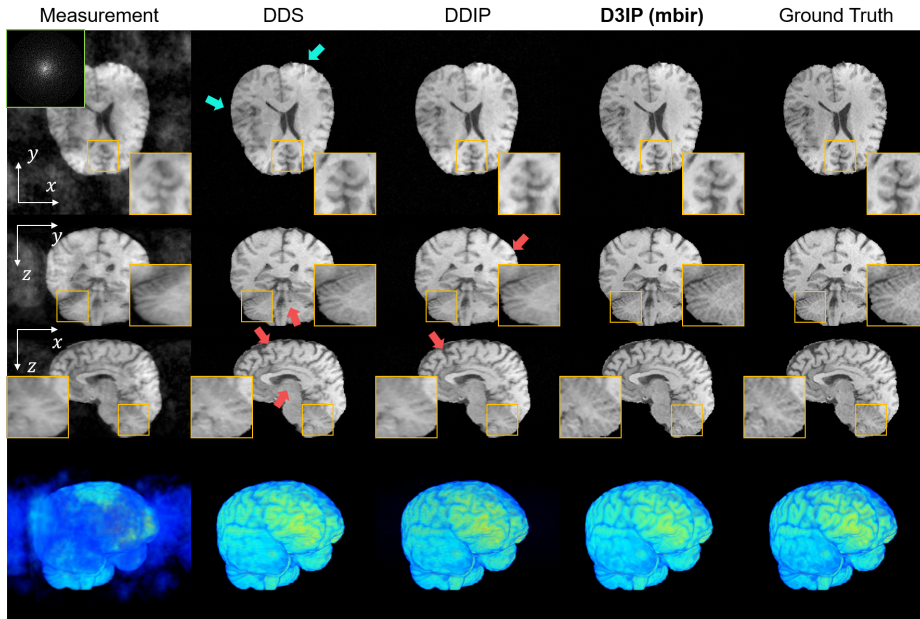 Measurement DDS DDIP D3IP (mbir) Ground Truth
y
x
y
z
x
z